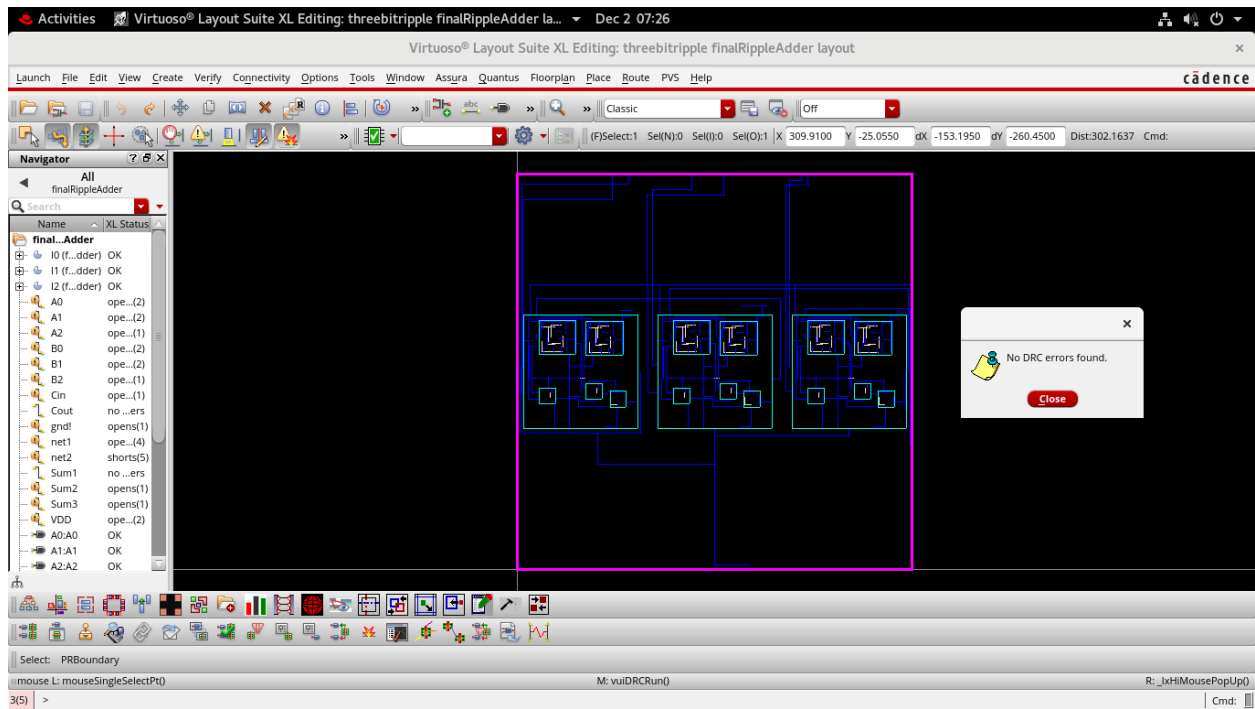 Activities Virtuoso® Layout Suite XL Editing: threebitripple finalRippleAdder la... Dec 2 07:26
Virtuoso® Layout Suite XL Editing: threebitripple finalRippleAdder layout ×
Launch File Edit View Create Verify Connectivity Options Tools Window Assura Quantus Floorplan Place Route PVS Help cādence
» abc » » Classic Off
» (F)Select:1 Sel(N):0 Sel(I):0 Sel(O):1 X 309.9100 Y -25.0550 dX -153.1950 dY -260.4500 Dist:302.1637 Cmd:
Navigator ? ×
All
finalRippleAdder
Search
Name XL Status
final...Adder
I0 (f...dder) OK
I1 (f...dder) OK
I2 (f...dder) OK
A0 ope...(2)
A1 ope...(2)
A2 ope...(1)
B0 ope...(2)
B1 ope...(2)
B2 ope...(1)
Cin ope...(1)
Cout no ...ers
gnd! opens(1)
net1 ope...(4)
net2 shorts(5)
Sum1 no ...ers
Sum2 opens(1)
Sum3 opens(1)
VDD ope...(2)
A0:A0 OK
A1:A1 OK
A2:A2 OK
×
No DRC errors found.
Close
Select: PRBoundary
mouse L: mouseSingleSelectPt() M: vuiDRCRun() R: _lxHiMousePopUp()
3(5) > Cmd: